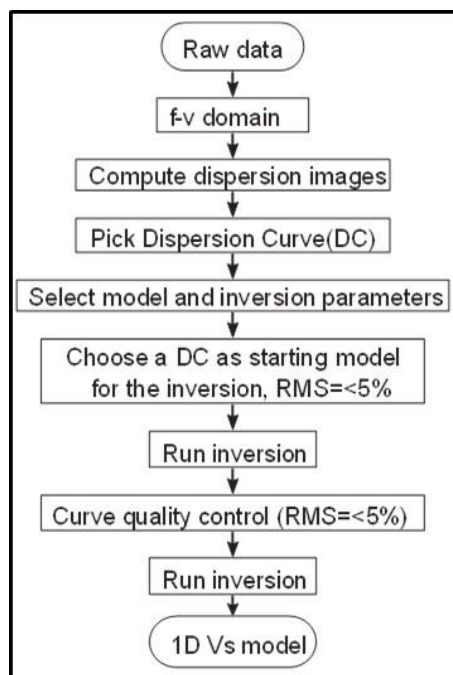 Raw data
f-v domain
Compute dispersion images
Pick Dispersion Curve(DC)
Select model and inversion parameters
Choose a DC as starting model
for the inversion, RMS=<5%
Run inversion
Curve quality control (RMS=<5%)
Run inversion
1D Vs model